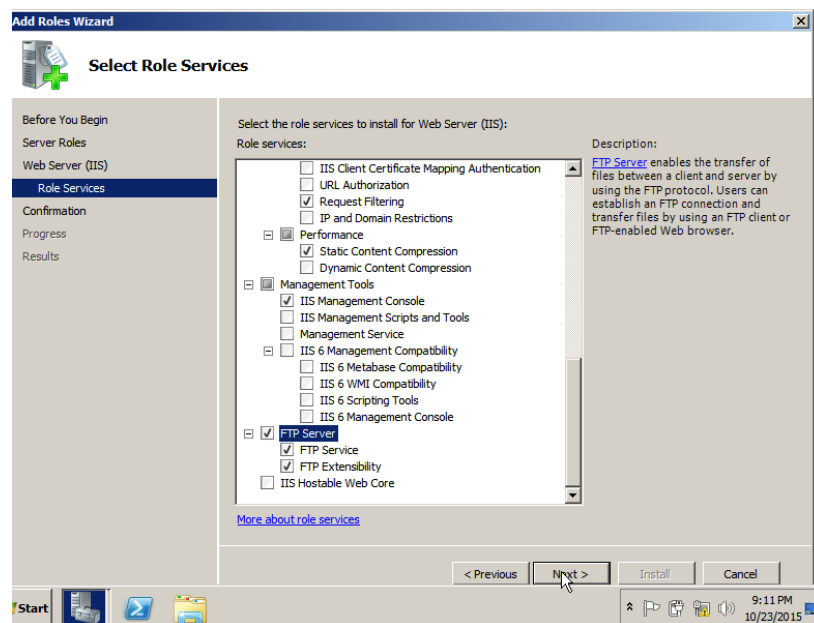 Add Roles Wizard
Select Role Services
Before You Begin
Server Roles
Web Server (IIS)
Role Services
Confirmation
Progress
Results
Select the role services to install for Web Server (IIS):
Role services:
IIS Client Certificate Mapping Authentication
URL Authorization
Request Filtering
IP and Domain Restrictions
Performance
Static Content Compression
Dynamic Content Compression
Management Tools
IIS Management Console
IIS Management Scripts and Tools
Management Service
IIS 6 Management Compatibility
IIS 6 Metabase Compatibility
IIS 6 WMI Compatibility
IIS 6 Scripting Tools
IIS 6 Management Console
FTP Server
FTP Service
FTP Extensibility
IIS Hostable Web Core
More about role services
Description:
FTP Server enables the transfer of
files between a client and server by
using the FTP protocol. Users can
establish an FTP connection and
transfer files by using an FTP client or
FTP-enabled Web browser.
< Previous
Next >
Install
Cancel
Start
9:11 PM
10/23/2015